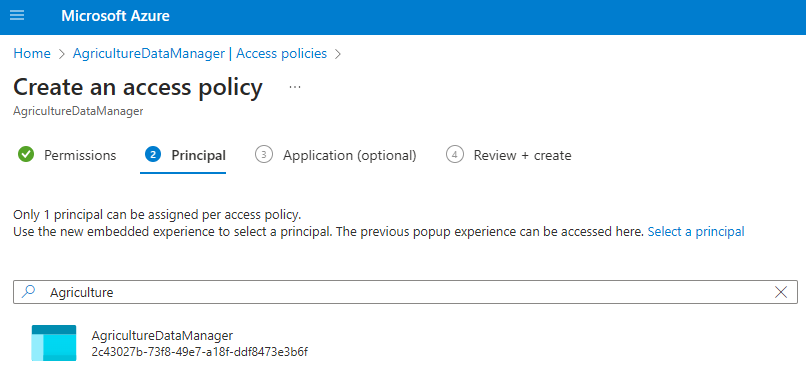 Microsoft Azure
Home > AgricultureDataManager | Access policies >
Create an access policy ...
AgricultureDataManager
Permissions 2 Principal 3 Application (optional) 4 Review + create
Only 1 principal can be assigned per access policy.
Use the new embedded experience to select a principal. The previous popup experience can be accessed here. Select a principal
Agriculture
AgricultureDataManager
2c43027b-73f8-49e7-a18f-ddf8473e3b6f